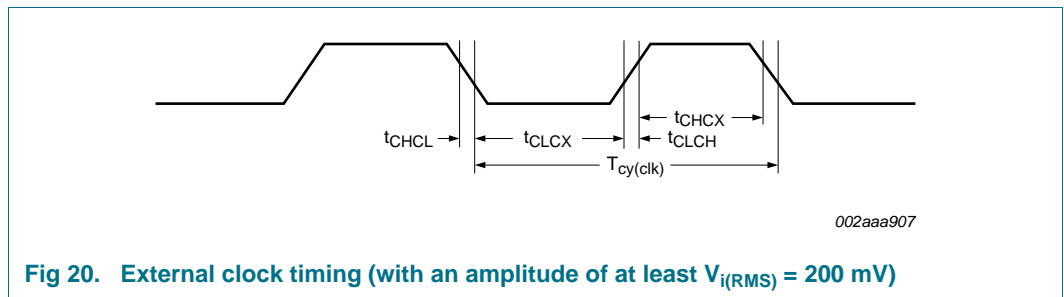 tCHCX
tCHCL tCLCX tCLCH
Tcy(clk)
002aaa907
Fig 20. External clock timing (with an amplitude of at least Vi(RMS) = 200 mV)